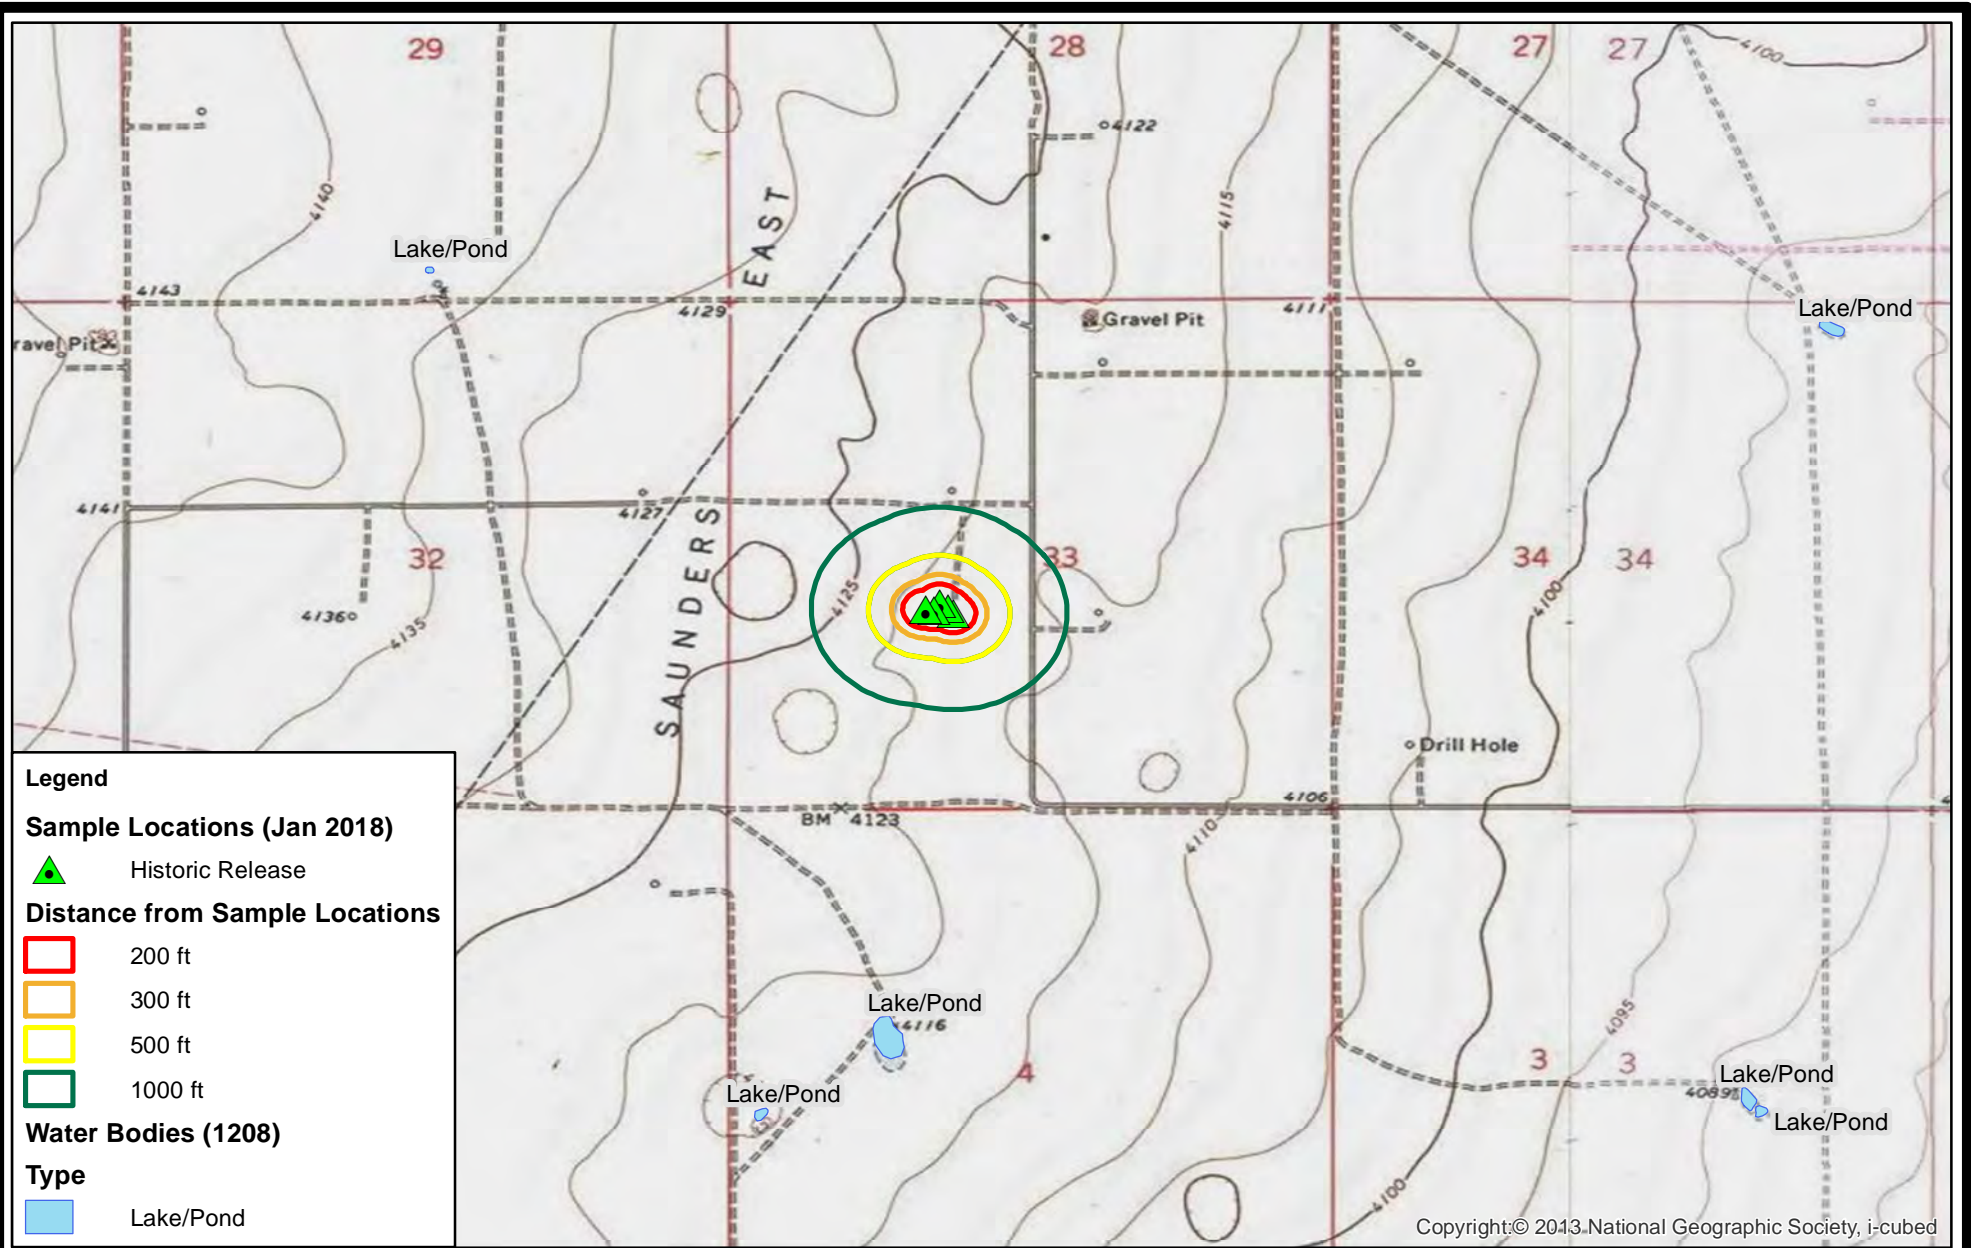 29
28
27
27
4100
4122
4140
EAST
4115
Lake/Pond
4143
4129
4111
Lake/Pond
Gravel Pit
ravel Pit
4141
4127
SAUNDERS
32
33
34
34
4125
4100
4136
4135
Drill Hole
4106
BM 4123
4110
Legend
Sample Locations (Jan 2018)
Historic Release
Distance from Sample Locations
200 ft
300 ft
500 ft
1000 ft
Water Bodies (1208)
Type
Lake/Pond
Lake/Pond
4116
4095
4
3
3
Lake/Pond
Lake/Pond
4089
Lake/Pond
4100
Copyright:© 2013 National Geographic Society, i-cubed